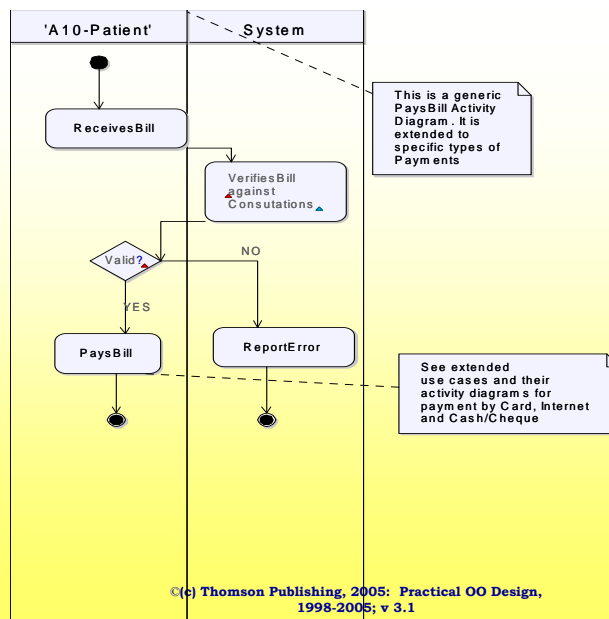 'A10-Patient'
System
This is a generic
PaysBill Activity
Diagram. It is
extended to
specific types of
Payments
ReceivesBill
VerifiesBill
against
Consutations
Valid?
NO
YES
PaysBill
ReportError
See extended
use cases and their
activity diagrams for
payment by Card, Internet
and Cash/Cheque
©(c) Thomson Publishing, 2005: Practical OO Design,
1998-2005; v 3.1